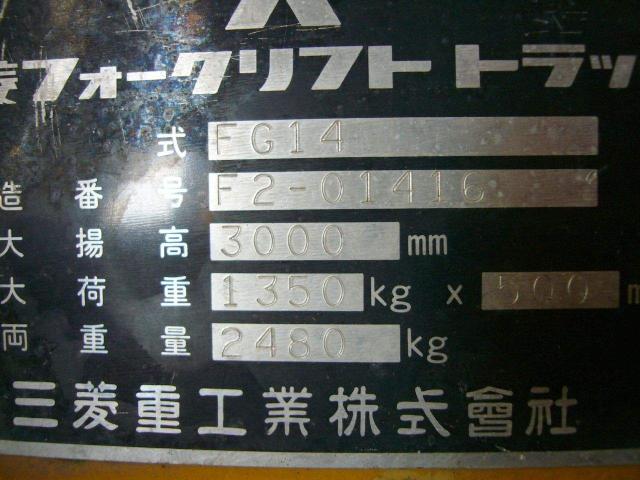 菱フォークリフト トラッ
式 FG14
造番号 F2-01416
大揚高 3000 mm
大荷重 1350 kg x 500 m
両重量 2480 kg
三菱重工業株式會社